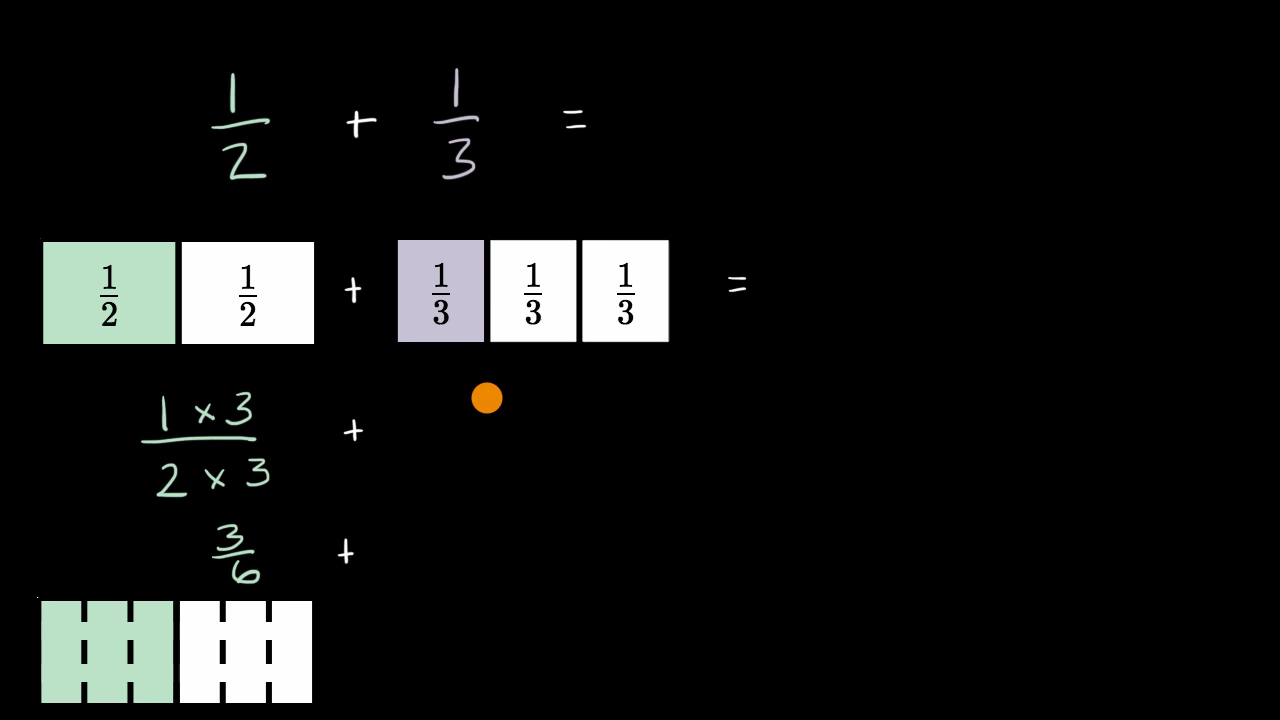 1/2 + 1/3 =
1/2 1/2 + 1/3 1/3 1/3 =
1 × 3 / 2 × 3 +
3/6 +